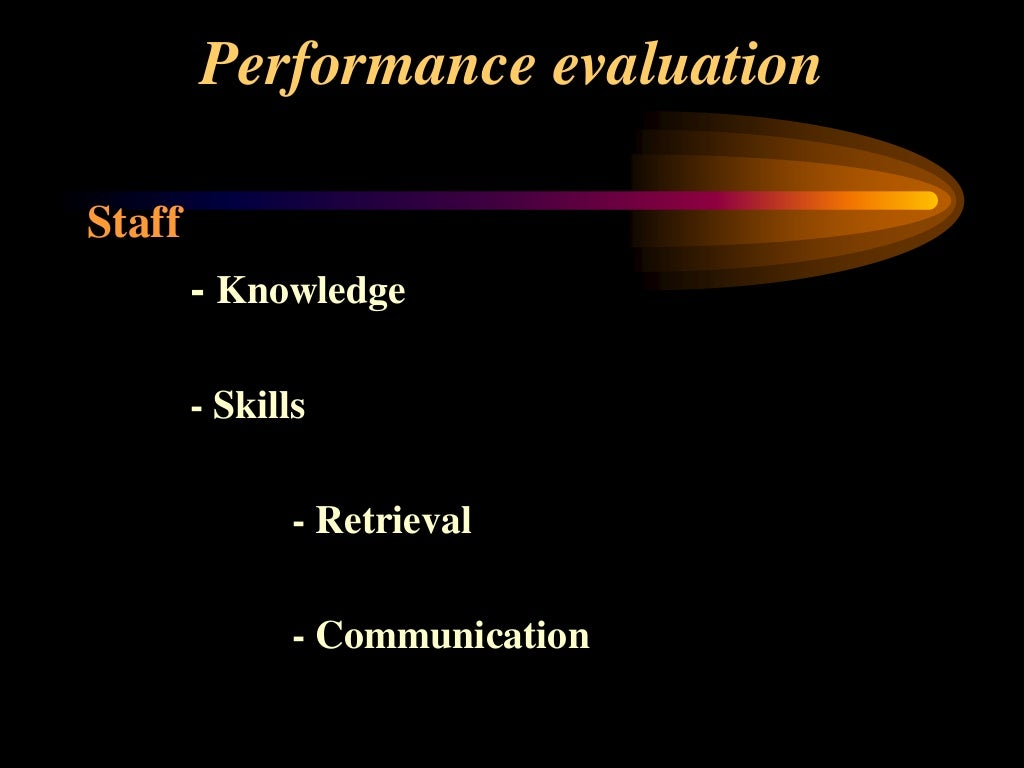 Performance evaluation
Staff
- Knowledge
- Skills
- Retrieval
- Communication